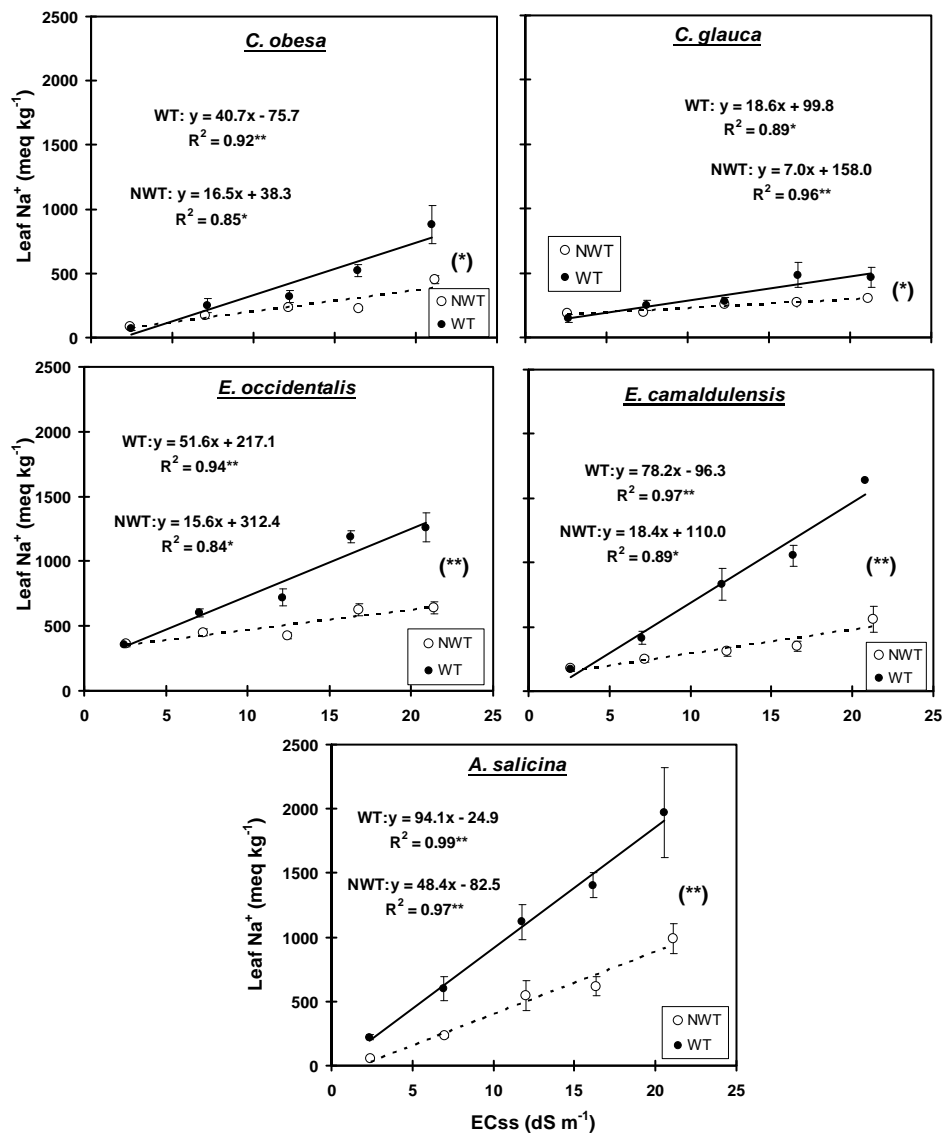 C. obesa
2500
2000
1500
1000
500
0
Leaf Na⁺ (meq kg⁻¹)
WT: y = 40.7x - 75.7
R² = 0.92**
NWT: y = 16.5x + 38.3
R² = 0.85*
(*)
NWT
WT
C. glauca
WT: y = 18.6x + 99.8
R² = 0.89*
NWT: y = 7.0x + 158.0
R² = 0.96**
NWT
WT
(*)
E. occidentalis
2500
2000
1500
1000
500
0
Leaf Na⁺ (meq kg⁻¹)
WT:y = 51.6x + 217.1
R² = 0.94**
NWT:y = 15.6x + 312.4
R² = 0.84*
(**)
NWT
WT
0 5 10 15 20 25
E. camaldulensis
WT:y = 78.2x - 96.3
R² = 0.97**
NWT:y = 18.4x + 110.0
R² = 0.89*
(**)
NWT
WT
0 5 10 15 20 25
A. salicina
2500
2000
1500
1000
500
0
Leaf Na⁺ (meq kg⁻¹)
WT:y = 94.1x - 24.9
R² = 0.99**
NWT:y = 48.4x - 82.5
R² = 0.97**
(**)
NWT
WT
0 5 10 15 20 25
ECss (dS m⁻¹)